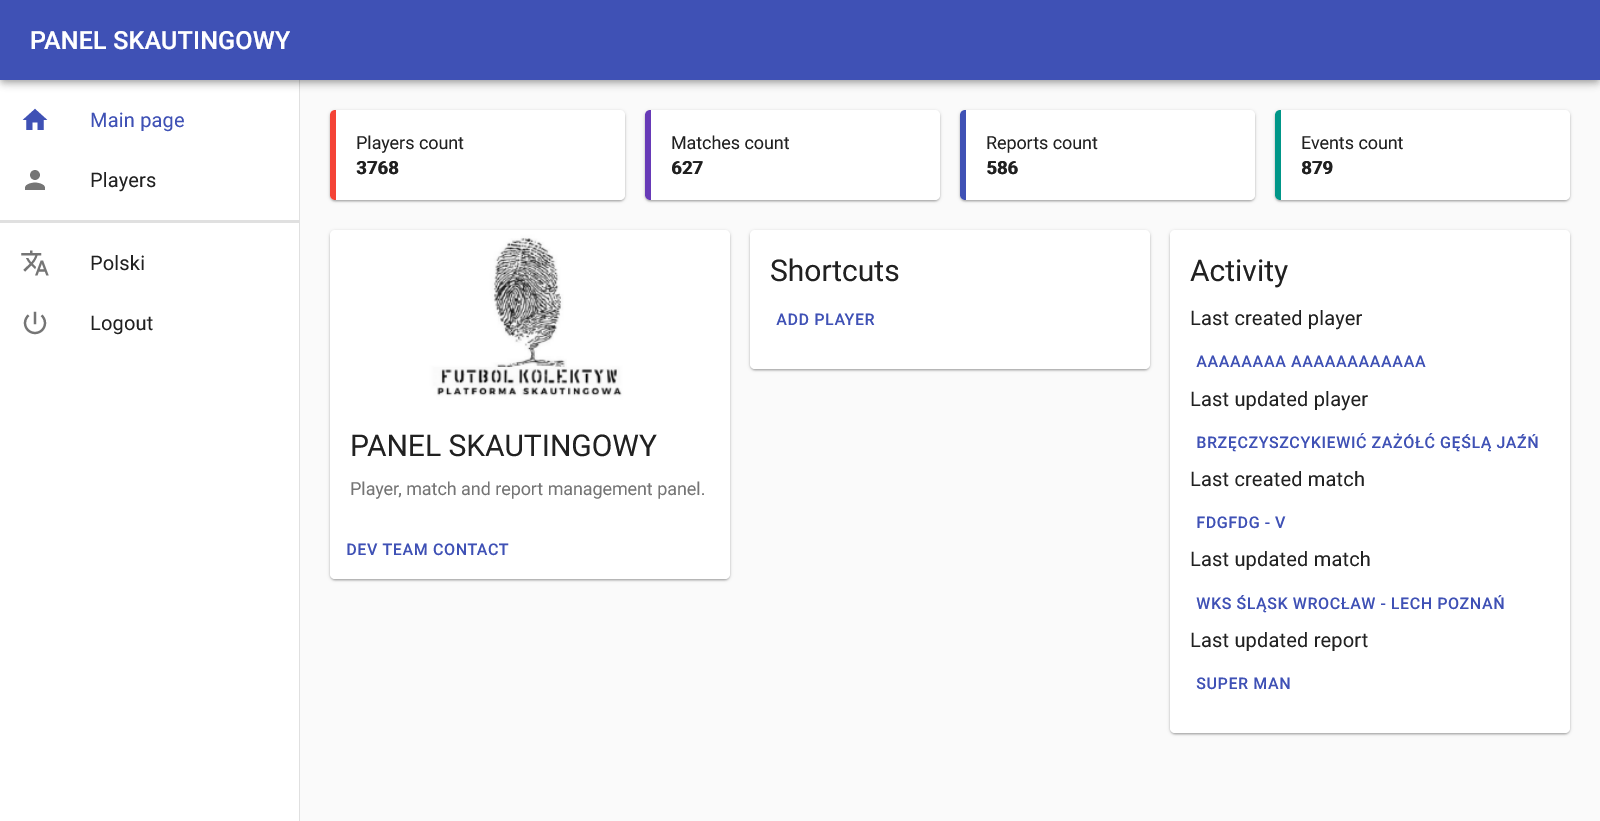 PANEL SKAUTINGOWY
Main page
Players
Polski
Logout
Players count
3768
Matches count
627
Reports count
586
Events count
879
FUTBOL KOLEKTYW
PLATFORMA SKAUTINGOWA
PANEL SKAUTINGOWY
Player, match and report management panel.
DEV TEAM CONTACT
Shortcuts
ADD PLAYER
Activity
Last created player
AAAAAAAA AAAAAAAAAAAA
Last updated player
BRZĘCZYSZCYKIEWIĆ ZAŻÓŁĆ GĘŚLĄ JAŹŃ
Last created match
FDGFDG - V
Last updated match
WKS ŚLĄSK WROCŁAW - LECH POZNAŃ
Last updated report
SUPER MAN